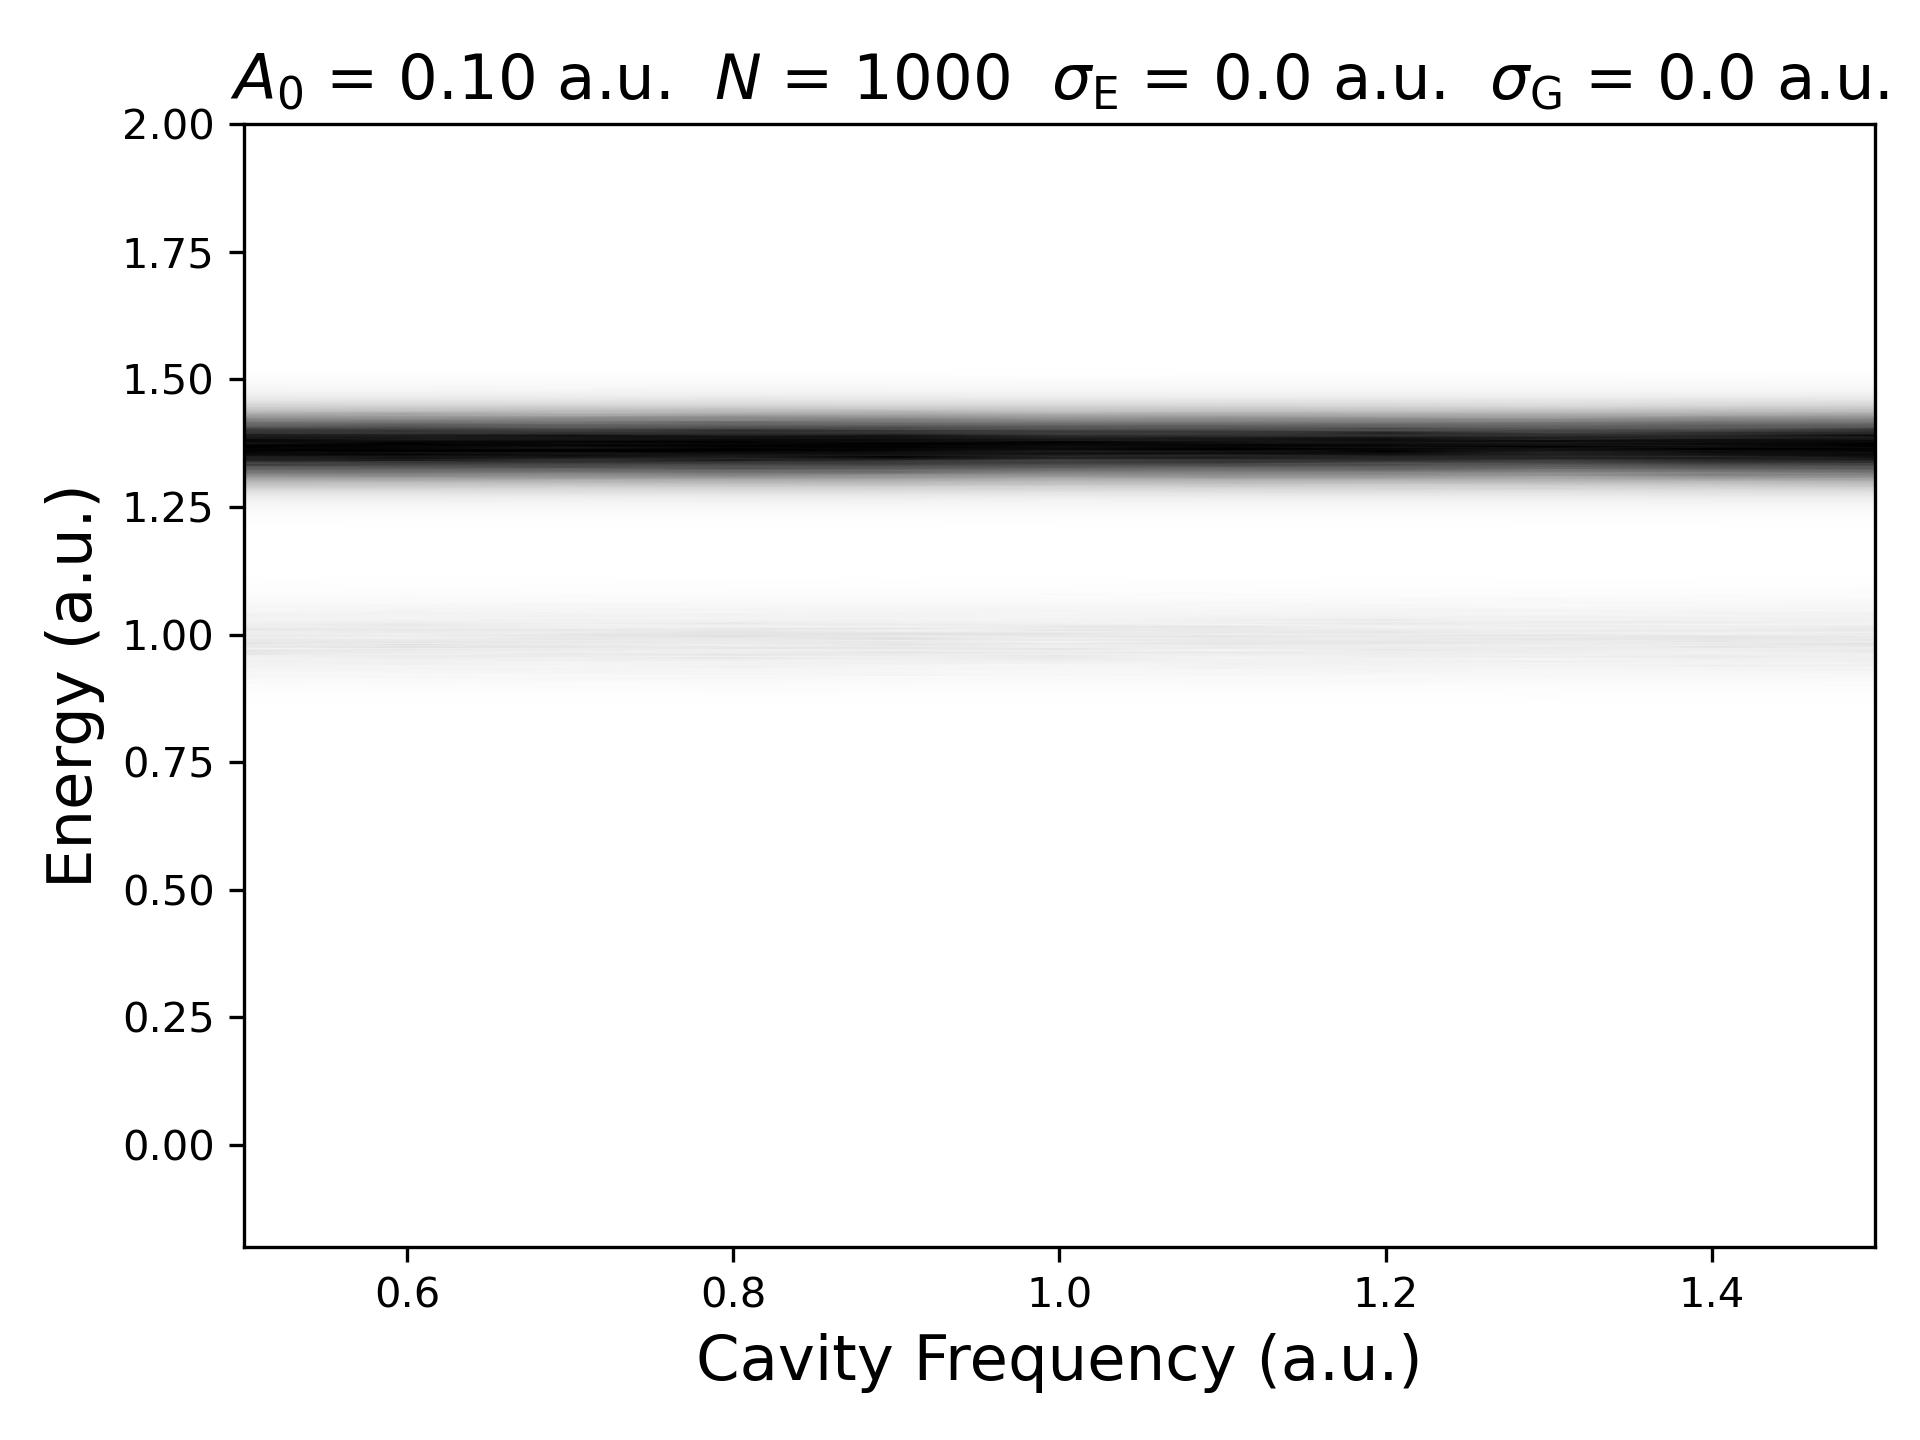 A₀ = 0.10 a.u. N = 1000 σE = 0.0 a.u. σG = 0.0 a.u.
2.00
1.75
1.50
1.25
1.00
0.75
0.50
0.25
0.00
Energy (a.u.)
0.6 0.8 1.0 1.2 1.4
Cavity Frequency (a.u.)